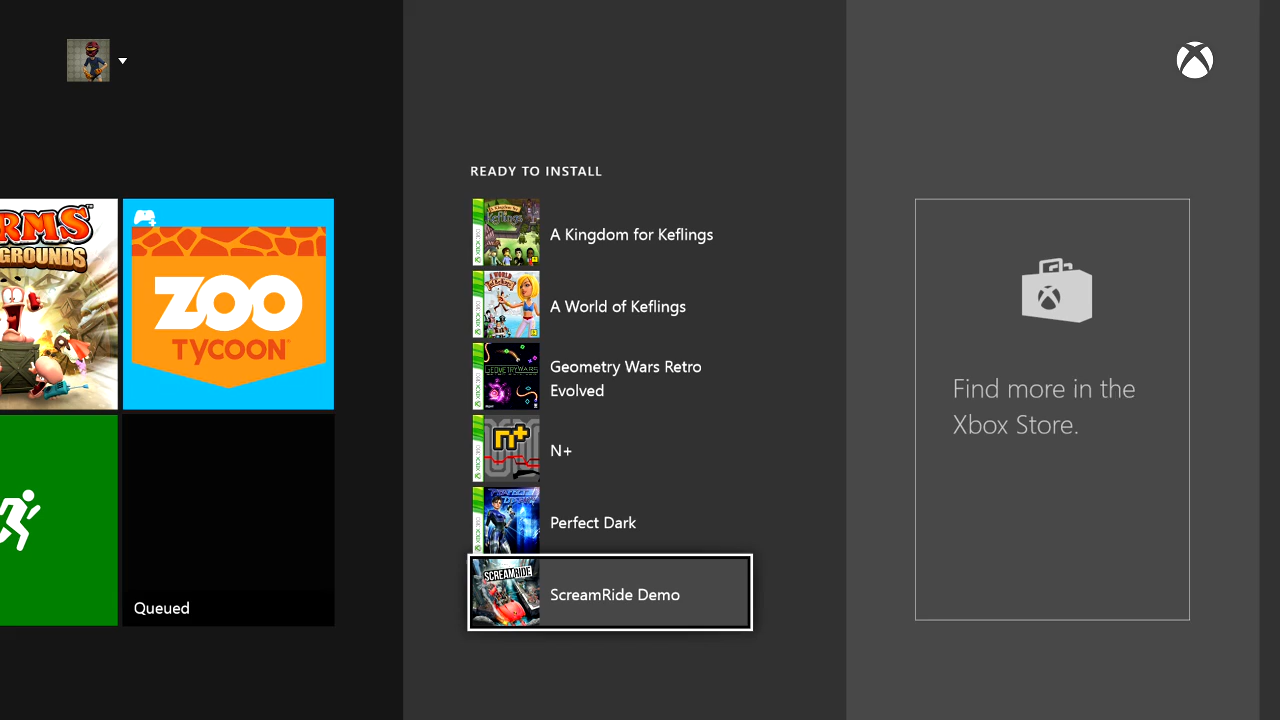 READY TO INSTALL
RMS
GROUNDS
ZOO
TYCOON
Queued
A Kingdom for Keflings
A World of Keflings
Geometry Wars Retro
Evolved
N+
Perfect Dark
SCREAMRIDE
ScreamRide Demo
Find more in the
Xbox Store.